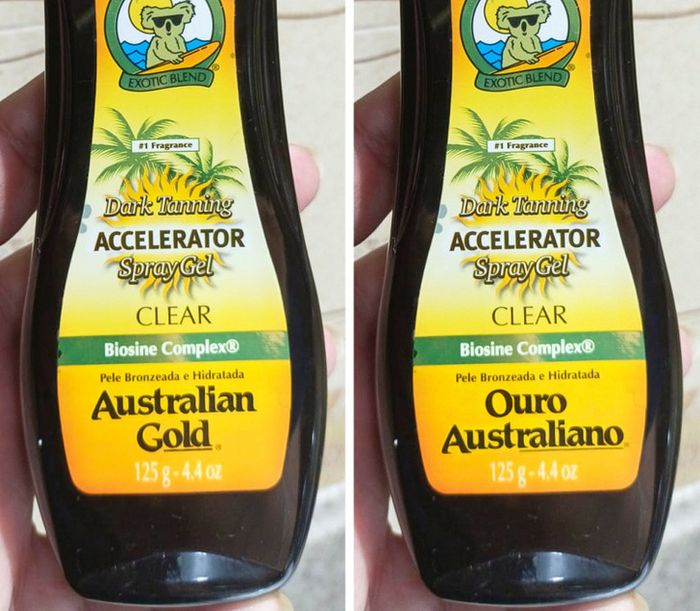 EXOTIC BLEND®
#1 Fragrance
Dark Tanning
ACCELERATOR
Spray Gel
CLEAR
Biosine Complex®
Pele Bronzeada e Hidratada
Australian
Gold®
125 g - 4.4 oz
EXOTIC BLEND®
#1 Fragrance
Dark Tanning
ACCELERATOR
Spray Gel
CLEAR
Biosine Complex®
Pele Bronzeada e Hidratada
Ouro
Australiano®
125 g - 4.4 oz